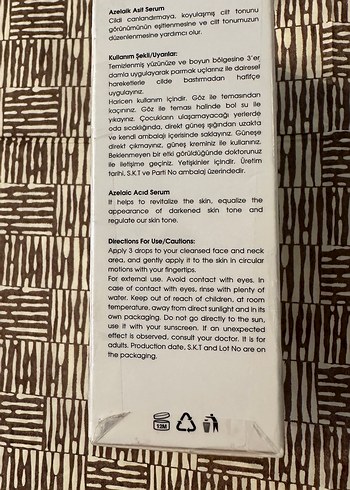 Azelaik Asit Serum
Cildi canlandırmaya, koyulaşmış cilt tonunu
görünümünün eşitlenmesine ve cilt tonumuzun
düzenlenmesine yardımcı olur.
Kullanım Şekli/Uyarılar:
Temizlenmiş yüzünüze ve boyun bölgesine 3'er
damla uygulayarak parmak uçlarınız ile dairesel
hareketlerle cilde bastırmadan hafifçe
uygulayınız.
Haricen kullanım içindir. Göz ile temasından
kaçınınız. Göz ile teması halinde bol su ile
yıkayınız. Çocukların ulaşamayacağı yerlerde
oda sıcaklığında, direkt güneş ışığından uzakta
ve kendi ambalajı içerisinde saklayınız. Güneşe
direkt çıkmayınız, güneş kreminiz ile kullanınız.
Beklenmeyen bir etki görüldüğünde doktorunuz
ile iletişime geçiniz. Yetişkinler içindir. Üretim
tarihi, S.K.T ve Parti No ambalaj üzerindedir.
Azelaic Acid Serum
It helps to revitalize the skin, equalize the
appearance of darkened skin tone and
regulate our skin tone.
Directions For Use/Cautions:
Apply 3 drops to your cleansed face and neck
area, and gently apply it to the skin in circular
motions with your fingertips.
For external use. Avoid contact with eyes. In
case of contact with eyes, rinse with plenty of
water. Keep out of reach of children, at room
temperature, away from direct sunlight and in its
own packaging. Do not go directly to the sun,
use it with your sunscreen. If an unexpected
effect is observed, consult your doctor. It is for
adults. Production date, S.K.T and Lot No are on
the packaging.
12M